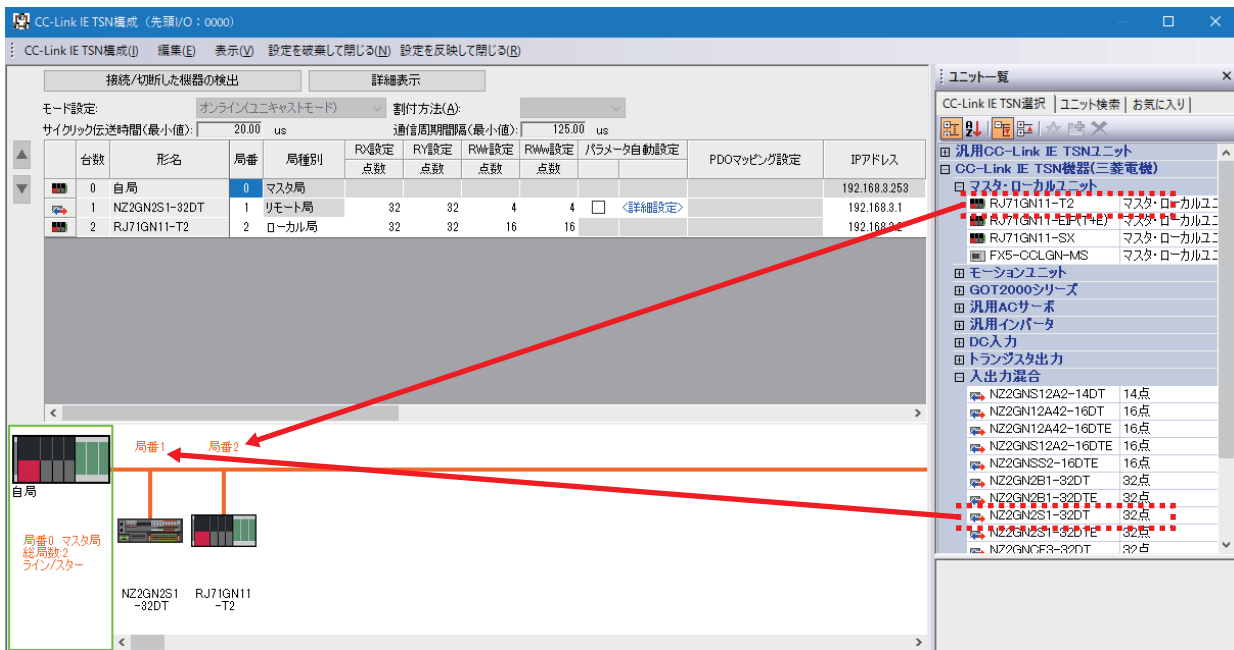 CC-Link IE TSN構成（先頭I/O：0000）
CC-Link IE TSN構成(I) 編集(E) 表示(V) 設定を破棄して閉じる(N) 設定を反映して閉じる(R)
接続/切断した機器の検出 詳細表示
モード設定: オンライン(ユニキャストモード) 割付方法(A):
サイクリック伝送時間(最小値): 20.00 us 通信周期間隔(最小値): 125.00 us
台数 形名 局番 局種別 RX設定 RY設定 RWr設定 RWw設定 パラメータ自動設定 PDOマッピング設定 IPアドレス
点数 点数 点数 点数
0 自局 0 マスタ局 192.168.3.253
1 NZ2GN2S1-32DT 1 リモート局 32 32 4 4 <詳細設定> 192.168.3.1
2 RJ71GN11-T2 2 ローカル局 32 32 16 16 192.168.3.2
局番1 局番2
自局
局番0 マスタ局
総局数:2
ライン/スター
NZ2GN2S1
-32DT
RJ71GN11
-T2
ユニット一覧
CC-Link IE TSN選択 ユニット検索 お気に入り
汎用CC-Link IE TSNユニット
CC-Link IE TSN機器(三菱電機)
マスタ・ローカルユニット
RJ71GN11-T2 マスタ・ローカルユニ
RJ71GN11-EIP(T+E) マスタ・ローカルユニ
RJ71GN11-SX マスタ・ローカルユニ
FX5-CCLGN-MS マスタ・ローカルユニ
モーションユニット
GOT2000シリーズ
汎用ACサーボ
汎用インバータ
DC入力
トランジスタ出力
入出力混合
NZ2GNS12A2-14DT 14点
NZ2GN12A42-16DT 16点
NZ2GN12A42-16DTE 16点
NZ2GNS12A2-16DTE 16点
NZ2GNSS2-16DTE 16点
NZ2GN2B1-32DT 32点
NZ2GN2B1-32DTE 32点
NZ2GN2S1-32DT 32点
NZ2GN2S1-32DTE 32点
NZ2GNCE3-32DT 32点